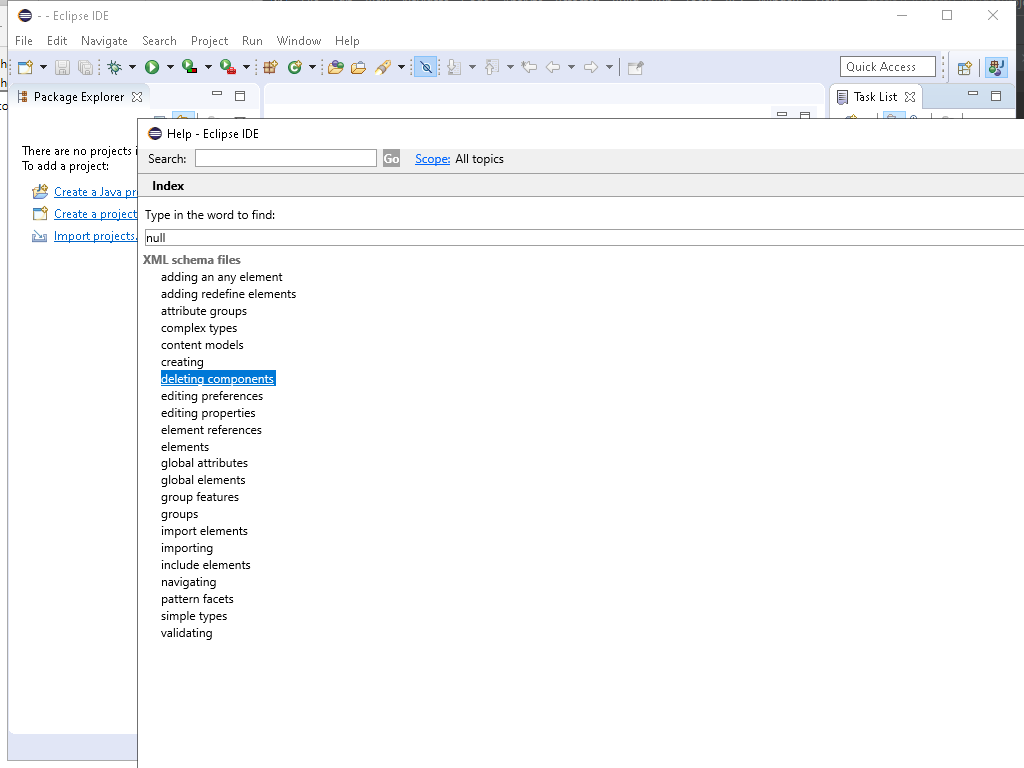 - - Eclipse IDE
File Edit Navigate Search Project Run Window Help
Quick Access
Package Explorer
Task List
There are no projects i
To add a project:
Create a Java pr
Create a project
Import projects.
Help - Eclipse IDE
Search: Go Scope: All topics
Index
Type in the word to find:
null
XML schema files
adding an any element
adding redefine elements
attribute groups
complex types
content models
creating
deleting components
editing preferences
editing properties
element references
elements
global attributes
global elements
group features
groups
import elements
importing
include elements
navigating
pattern facets
simple types
validating